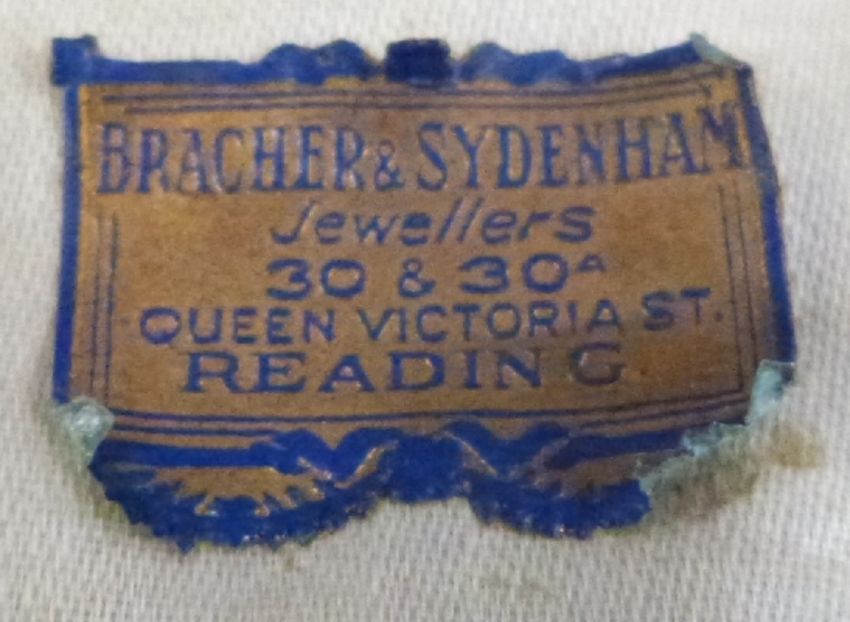 BRACHER & SYDENHAM
Jewellers
30 & 30A
QUEEN VICTORIA ST.
READING